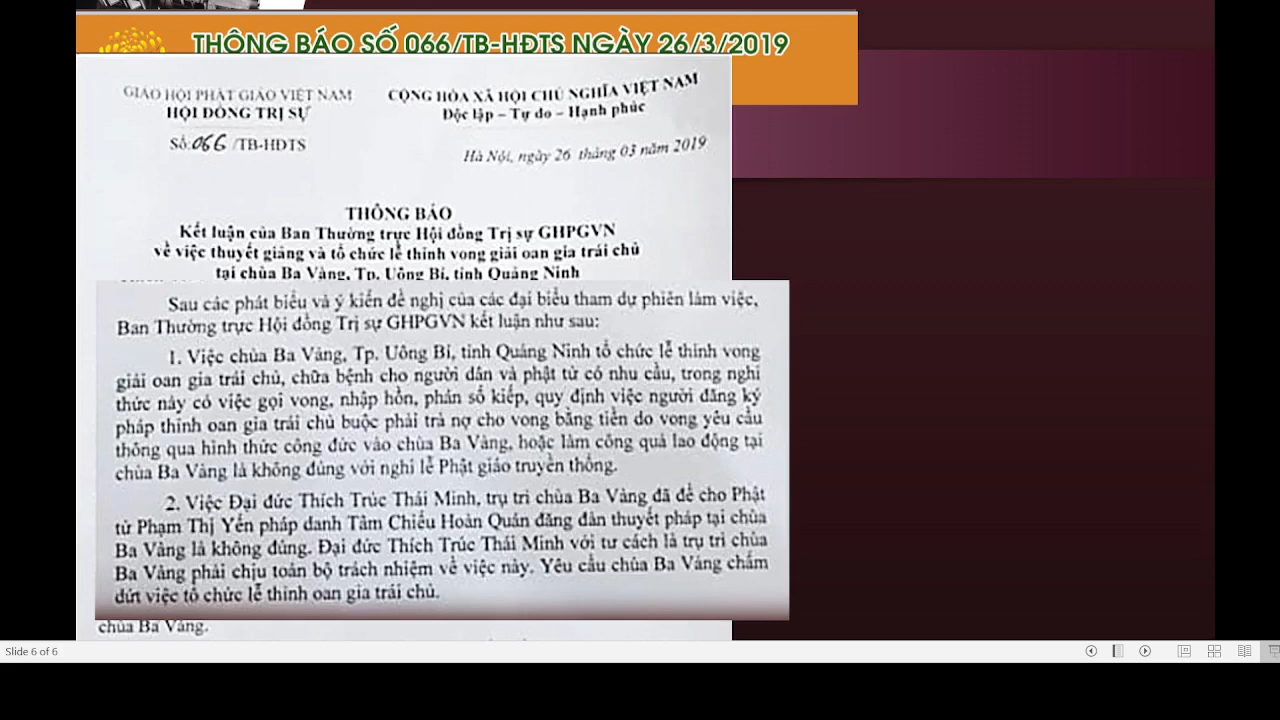 THÔNG BÁO SỐ 066/TB-HĐTS NGÀY 26/3/2019
GIÁO HỘI PHẬT GIÁO VIỆT NAM
HỘI ĐỒNG TRỊ SỰ
Số:066/TB-HĐTS
CỘNG HÒA XÃ HỘI CHỦ NGHĨA VIỆT NAM
Độc lập – Tự do – Hạnh phúc
Hà Nội, ngày 26 tháng 03 năm 2019
THÔNG BÁO
Kết luận của Ban Thường trực Hội đồng Trị sự GHPGVN
về việc thuyết giảng và tổ chức lễ thỉnh vong giải oan gia trái chủ
tại chùa Ba Vàng, Tp. Uông Bí, tỉnh Quảng Ninh
Sau các phát biểu và ý kiến đề nghị của các đại biểu tham dự phiên làm việc,
Ban Thường trực Hội đồng Trị sự GHPGVN kết luận như sau:
1. Việc chùa Ba Vàng, Tp. Uông Bí, tỉnh Quảng Ninh tổ chức lễ thỉnh vong
giải oan gia trái chủ, chữa bệnh cho người dân và phật tử có nhu cầu, trong nghi
thức này có việc gọi vong, nhập hồn, phán số kiếp, quy định việc người đăng ký
pháp thỉnh oan gia trái chủ buộc phải trả nợ cho vong bằng tiền do vong yêu cầu
thông qua hình thức công đức vào chùa Ba Vàng, hoặc làm công quả lao động tại
chùa Ba Vàng là không đúng với nghi lễ Phật giáo truyền thống.
2. Việc Đại đức Thích Trúc Thái Minh, trụ trì chùa Ba Vàng đã để cho Phật
tử Phạm Thị Yến pháp danh Tâm Chiếu Hoàn Quán đăng đàn thuyết pháp tại chùa
Ba Vàng là không đúng. Đại đức Thích Trúc Thái Minh với tư cách là trụ trì chùa
Ba Vàng phải chịu toàn bộ trách nhiệm về việc này. Yêu cầu chùa Ba Vàng chấm
dứt việc tổ chức lễ thỉnh oan gia trái chủ.
chùa Ba Vàng.
Slide 6 of 6